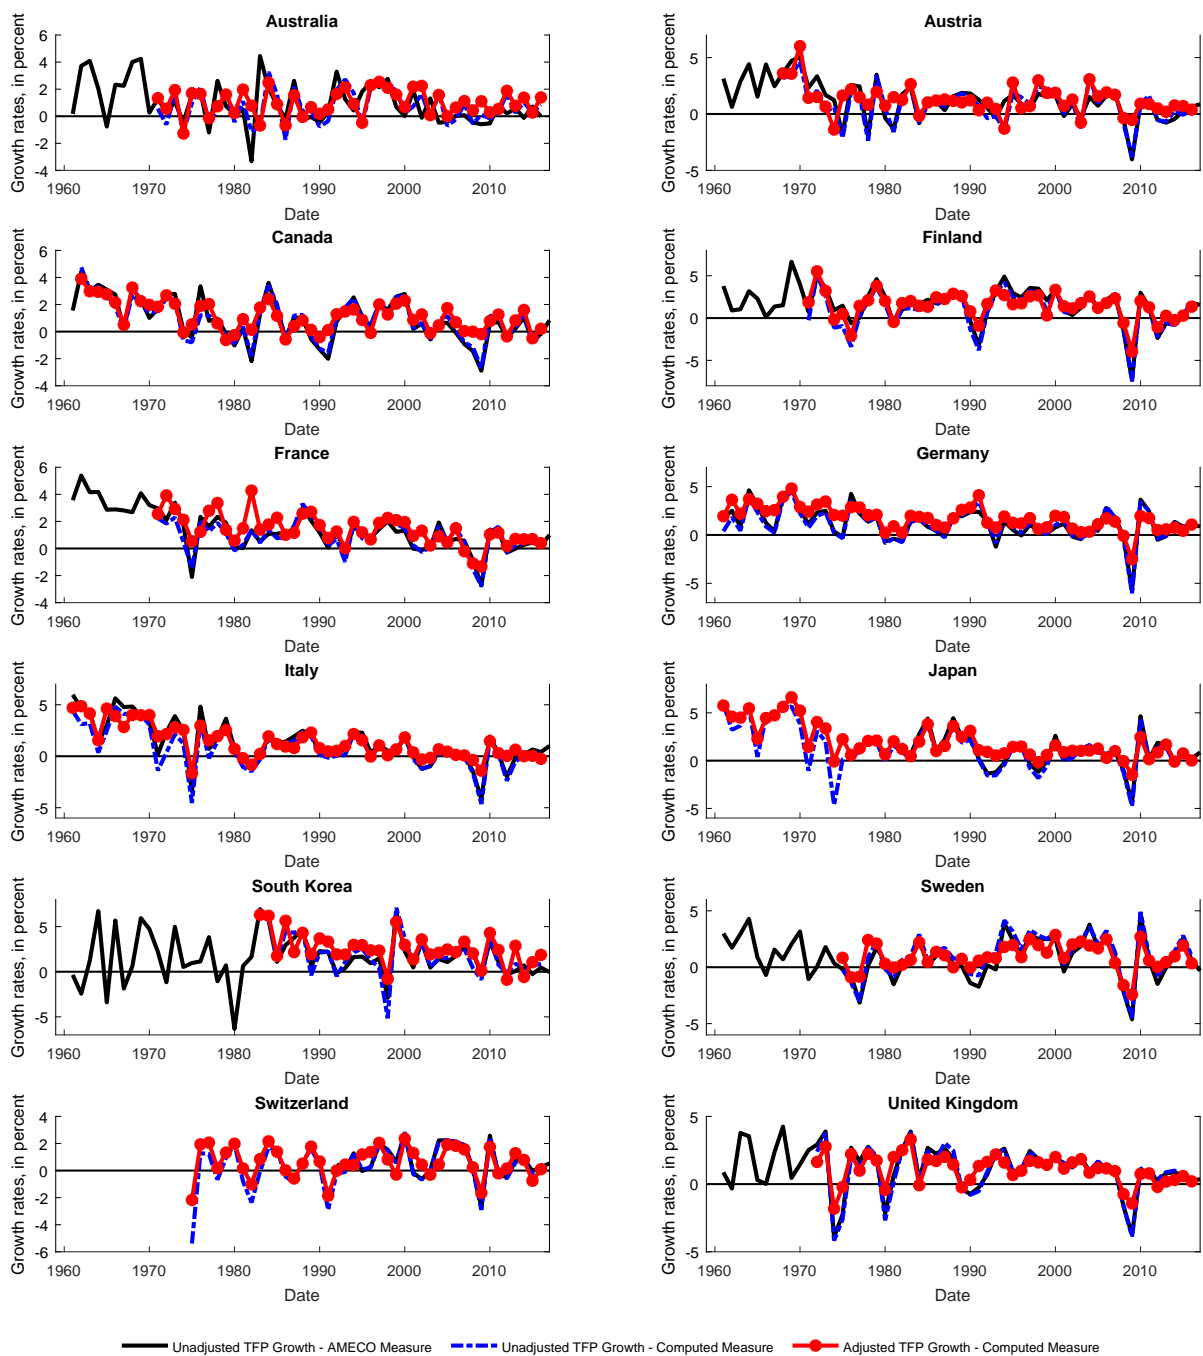 Australia
Growth rates, in percent
6
4
2
0
-2
-4
1960 1970 1980 1990 2000 2010
Date
Austria
Growth rates, in percent
5
0
-5
1960 1970 1980 1990 2000 2010
Date
Canada
Growth rates, in percent
6
4
2
0
-2
-4
1960 1970 1980 1990 2000 2010
Date
Finland
Growth rates, in percent
5
0
-5
1960 1970 1980 1990 2000 2010
Date
France
Growth rates, in percent
6
4
2
0
-2
-4
1960 1970 1980 1990 2000 2010
Date
Germany
Growth rates, in percent
5
0
-5
1960 1970 1980 1990 2000 2010
Date
Italy
Growth rates, in percent
5
0
-5
1960 1970 1980 1990 2000 2010
Date
Japan
Growth rates, in percent
5
0
-5
1960 1970 1980 1990 2000 2010
Date
South Korea
Growth rates, in percent
5
0
-5
1960 1970 1980 1990 2000 2010
Date
Sweden
Growth rates, in percent
5
0
-5
1960 1970 1980 1990 2000 2010
Date
Switzerland
Growth rates, in percent
4
2
0
-2
-4
-6
1960 1970 1980 1990 2000 2010
Date
United Kingdom
Growth rates, in percent
5
0
-5
1960 1970 1980 1990 2000 2010
Date
Unadjusted TFP Growth - AMECO Measure Unadjusted TFP Growth - Computed Measure Adjusted TFP Growth - Computed Measure